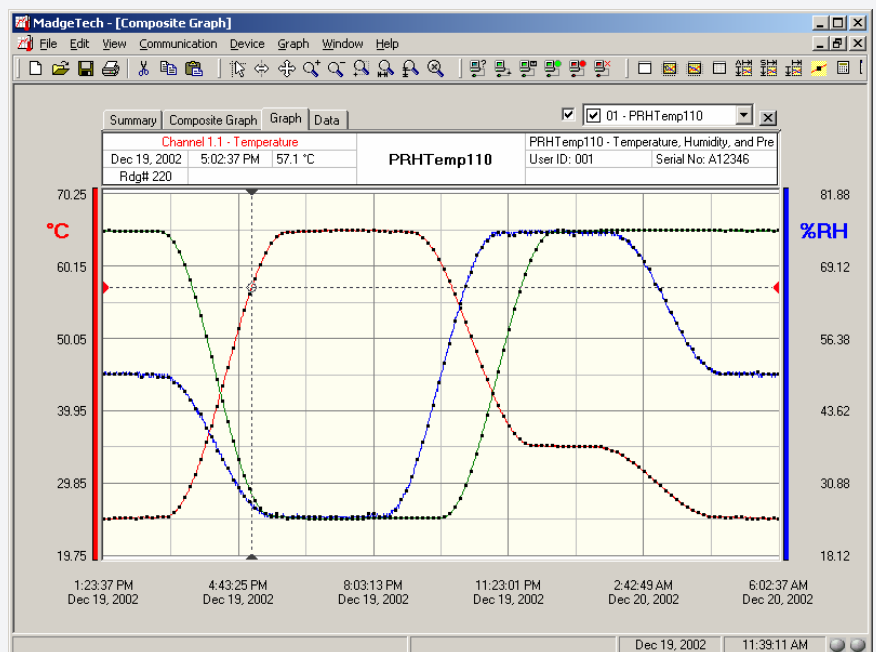 MadgeTech - [Composite Graph]
File Edit View Communication Device Graph Window Help
Summary Composite Graph Graph Data
01 - PRHTemp110
Channel 1.1 - Temperature
Dec 19, 2002 5:02:37 PM 57.1 °C
Rdg# 220
PRHTemp110
PRHTemp110 - Temperature, Humidity, and Pre
User ID: 001 Serial No: A12346
70.25 81.88
°C %RH
60.15 69.12
50.05 56.38
39.95 43.62
29.85 30.88
19.75 18.12
1:23:37 PM 4:43:25 PM 8:03:13 PM 11:23:01 PM 2:42:49 AM 6:02:37 AM
Dec 19, 2002 Dec 19, 2002 Dec 19, 2002 Dec 19, 2002 Dec 20, 2002 Dec 20, 2002
Dec 19, 2002 11:39:11 AM